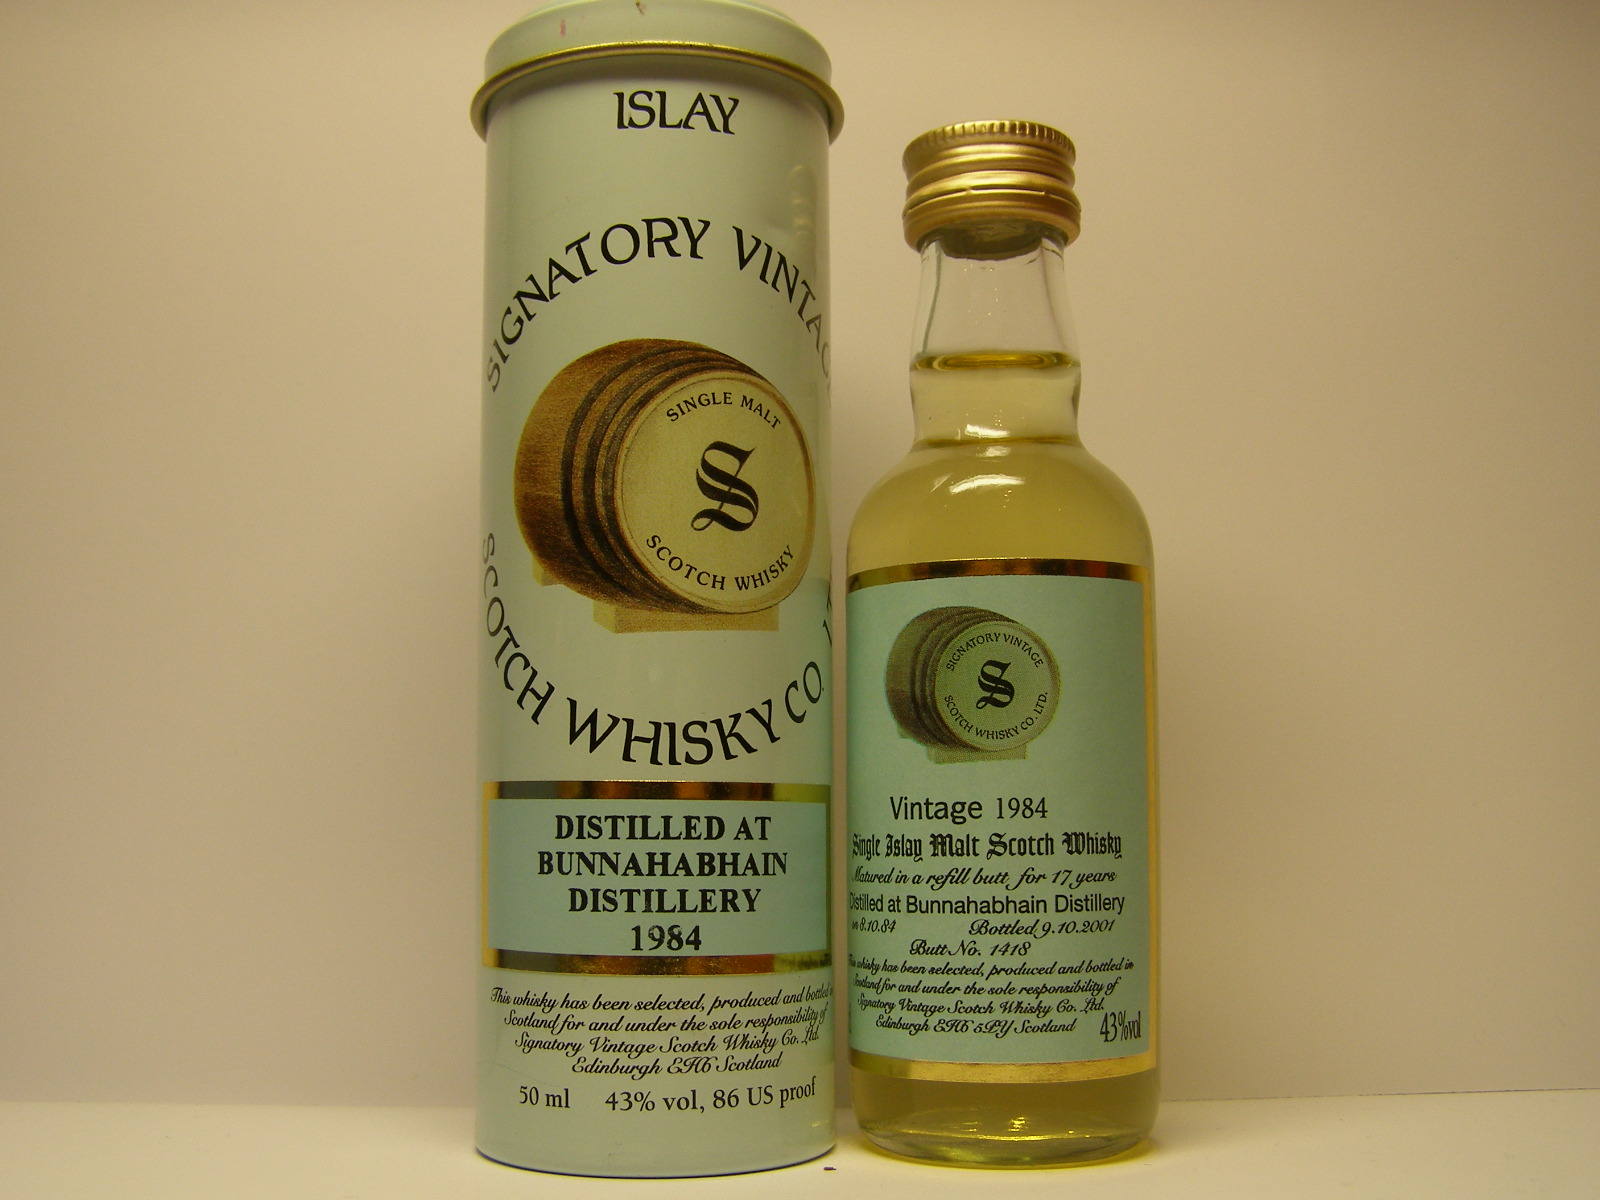 ISLAY
SIGNATORY VINTAGE
SINGLE MALT
S
SCOTCH WHISKY
SCOTCH WHISKY CO.
DISTILLED AT
BUNNAHABHAIN
DISTILLERY
1984
This whisky has been selected, produced and bottled in
Scotland for and under the sole responsibility of
Signatory Vintage Scotch Whisky Co. Ltd.
Edinburgh EH6 Scotland
50 ml 43% vol, 86 US proof
SIGNATORY VINTAGE
S
SCOTCH WHISKY CO. LTD.
Vintage 1984
Single Islay Malt Scotch Whisky
Matured in a refill butt for 17 years
Distilled at Bunnahabhain Distillery
on 8.10.84 Bottled 9.10.2001
Butt No. 1418
This whisky has been selected, produced and bottled in
Scotland for and under the sole responsibility of
Signatory Vintage Scotch Whisky Co. Ltd.
Edinburgh EH6 5PY Scotland 43%vol